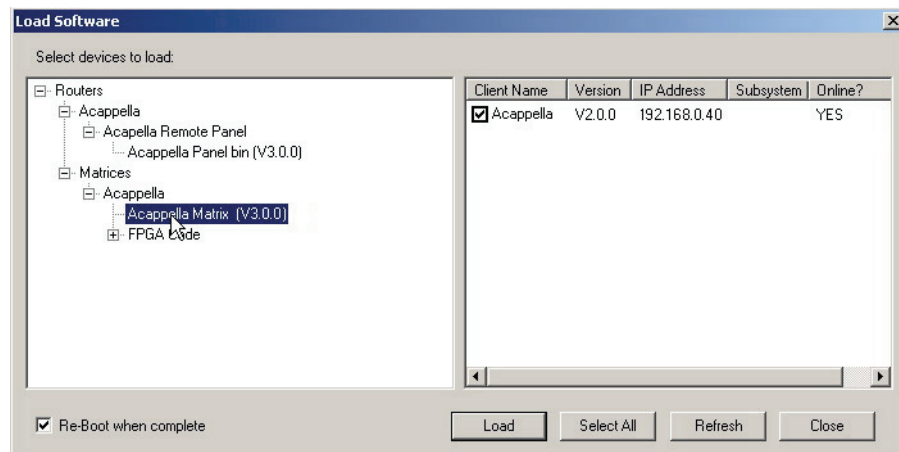 Load Software
Select devices to load:
Routers
Acappella
Acapella Remote Panel
Acappella Panel bin (V3.0.0)
Matrices
Acappella
Acappella Matrix (V3.0.0)
FPGA Code
Client Name Version IP Address Subsystem Online?
Acappella V2.0.0 192.168.0.40 YES
Re-Boot when complete
Load Select All Refresh Close